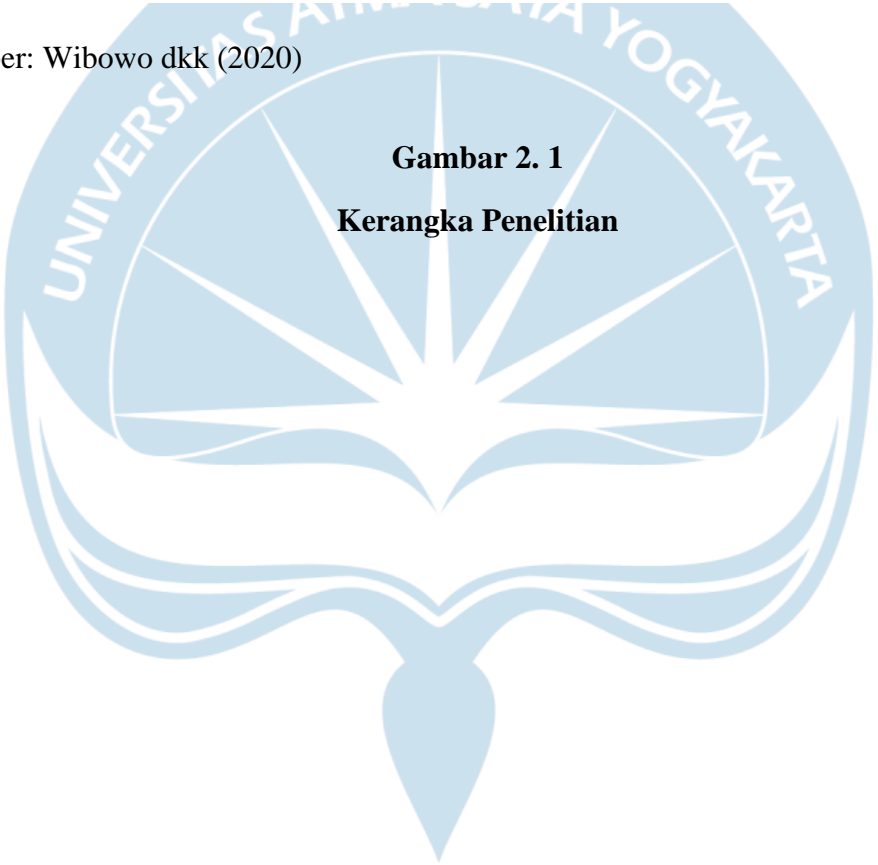 er: Wibowo dkk (2020)
Gambar 2. 1
Kerangka Penelitian
UNIVERSITAS ATMA JAYA YOGYAKARTA